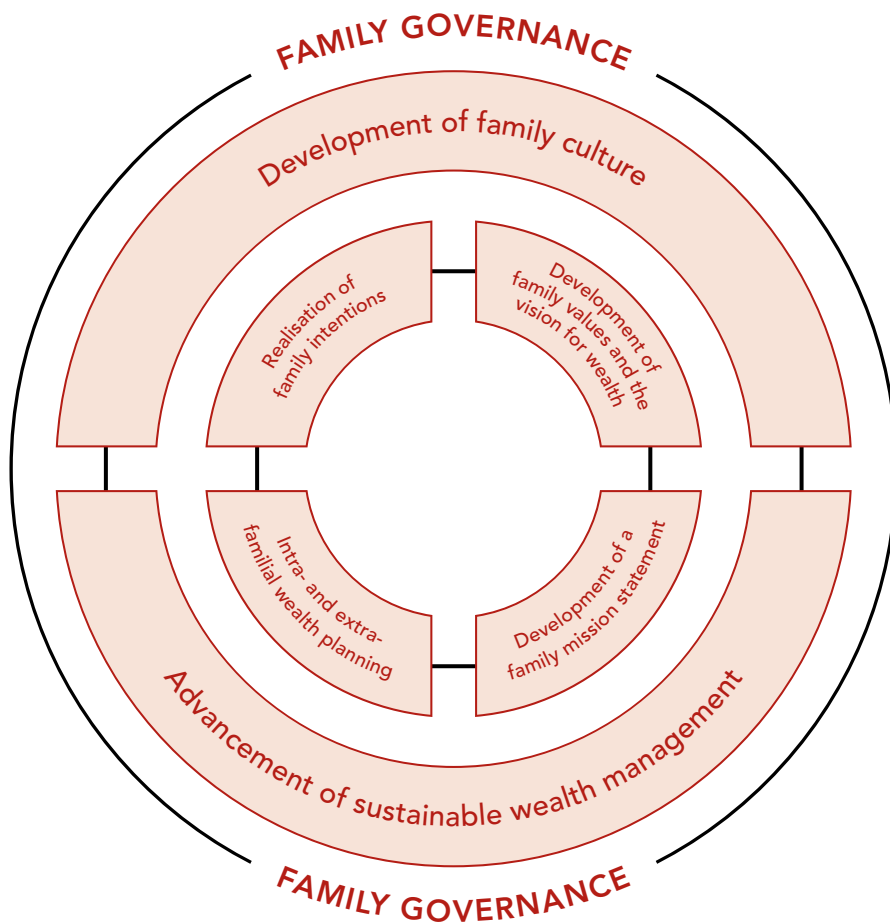 FAMILY GOVERNANCE
Development of family culture
Realisation of
family intentions
Development of
family values and the
vision for wealth
Intra- and extra-
familial wealth planning
Development of a
family mission statement
Advancement of sustainable wealth management
FAMILY GOVERNANCE